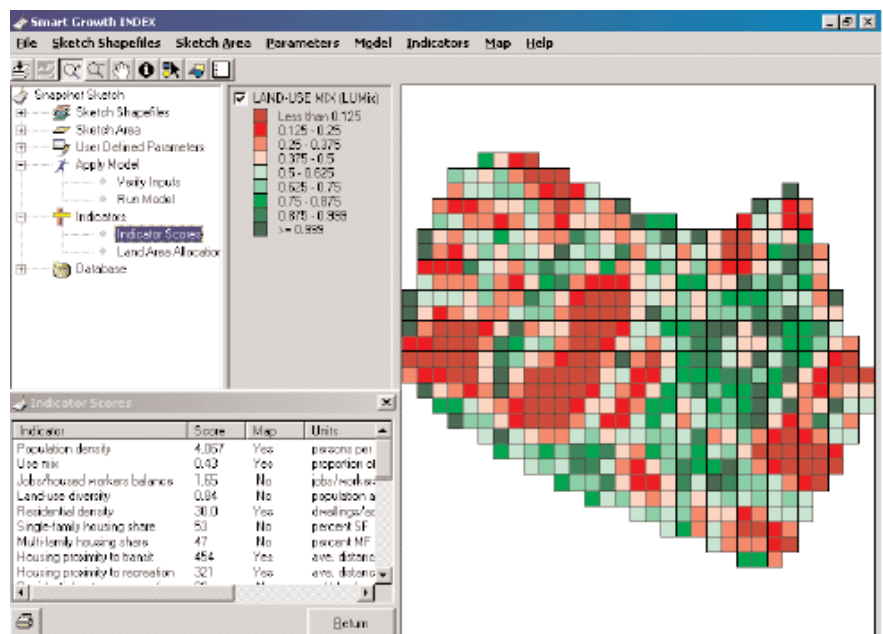 Smart Growth INDEX
File Sketch Shapefiles Sketch Area Parameters Model Indicators Map Help
Snapshot Sketch
Sketch Shapefiles
Sketch Area
User Defined Parameters
Apply Model
Verify Inputs
Run Model
Indicators
Indicator Scores
Land Area Allocation
Database
LAND-USE MIX (LUMix)
Less than 0.125
0.125 - 0.25
0.25 - 0.375
0.375 - 0.5
0.5 - 0.625
0.625 - 0.75
0.75 - 0.875
0.875 - 0.999
>= 0.999
Indicator Scores
Indicator Score Map Units
Population density 4,067 Yes persons per
Use mix 0.43 Yes proportion of
Jobs/housed workers balance 1.65 No jobs/worker
Land-use diversity 0.84 No population a
Residential density 30.0 Yes dwellings/ac
Single-family housing share 53 No percent SF
Multi-family housing share 47 No percent MF
Housing proximity to transit 454 Yes ave. distanc
Housing proximity to recreation 321 Yes ave. distanc
Return